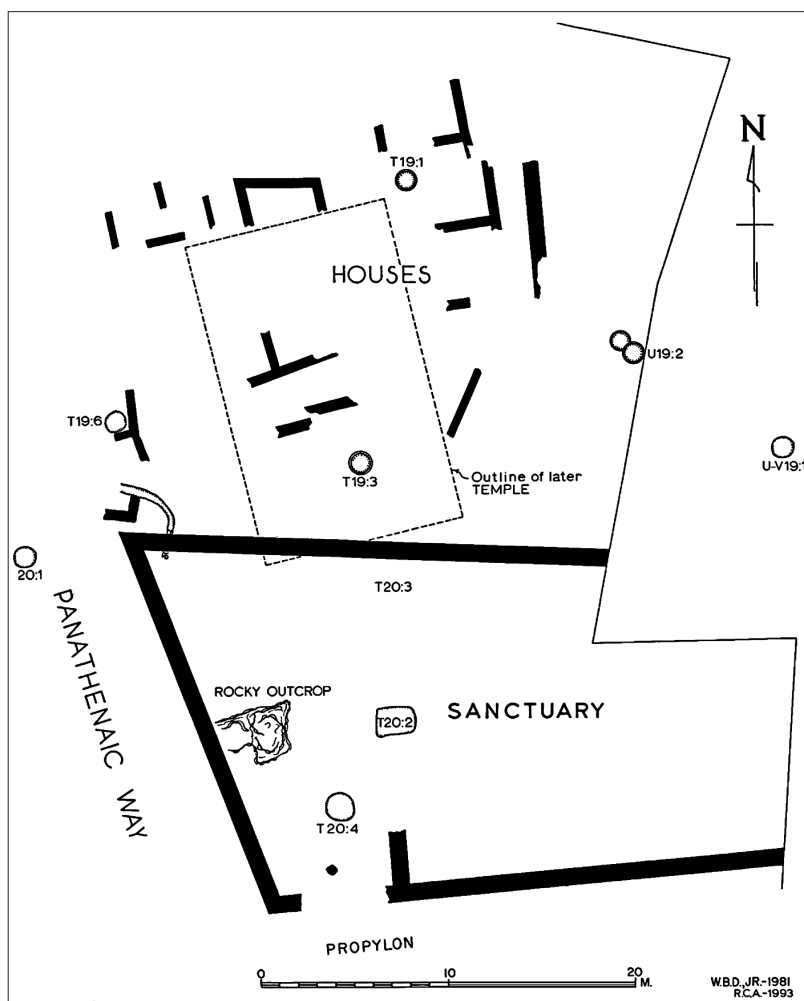 N
T19:1
HOUSES
U19:2
T19:6
U-V19:1
T19:3
Outline of later
TEMPLE
20:1
T20:3
PANATHENAIC WAY
ROCKY OUTCROP
T20:2
SANCTUARY
T20:4
PROPYLON
0
10
20
M.
W.B.D., JR.-1981
R.C.A.-1993